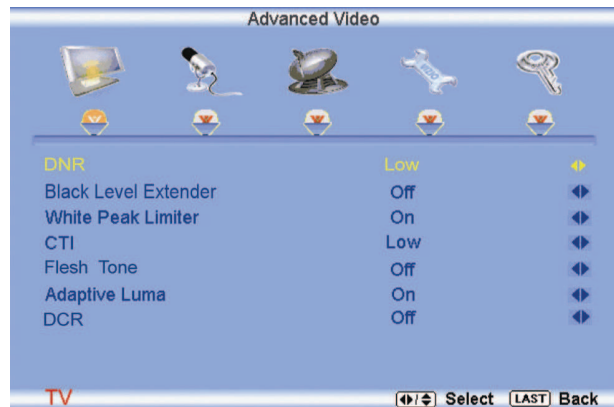 Advanced Video
DNR Low
Black Level Extender Off
White Peak Limiter On
CTI Low
Flesh Tone Off
Adaptive Luma On
DCR Off
TV Select LAST Back